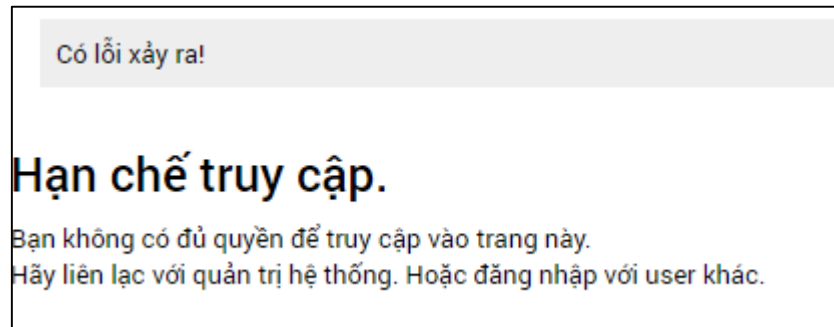 Có lỗi xảy ra!
Hạn chế truy cập.
Bạn không có đủ quyền để truy cập vào trang này.
Hãy liên lạc với quản trị hệ thống. Hoặc đăng nhập với user khác.